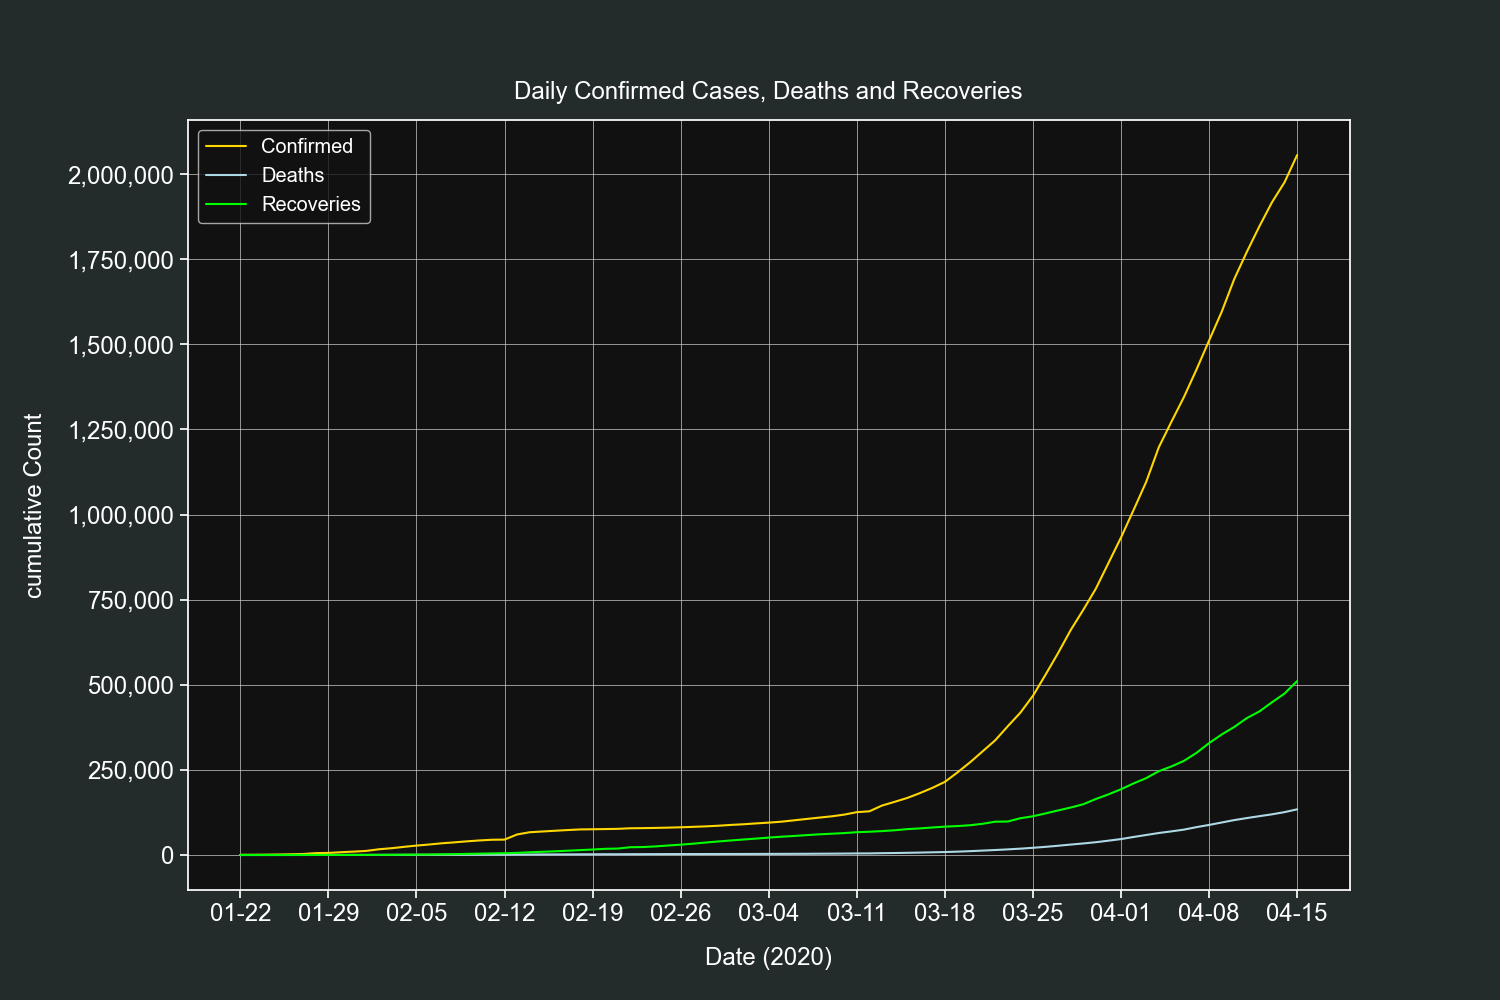 Daily Confirmed Cases, Deaths and Recoveries
Confirmed
Deaths
Recoveries
2,000,000
1,750,000
1,500,000
1,250,000
1,000,000
750,000
500,000
250,000
0
cumulative Count
01-22 01-29 02-05 02-12 02-19 02-26 03-04 03-11 03-18 03-25 04-01 04-08 04-15
Date (2020)